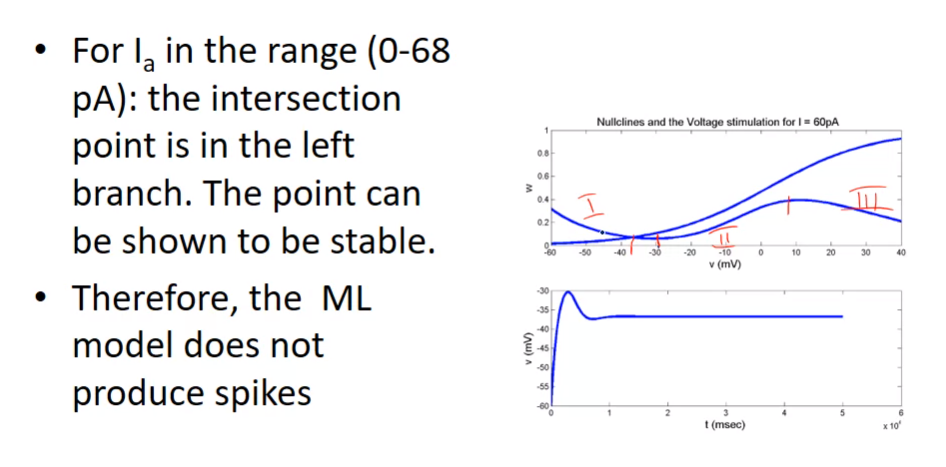 • For Iₐ in the range (0-68
pA): the intersection
point is in the left
branch. The point can
be shown to be stable.
• Therefore, the ML
model does not
produce spikes
Nullclines and the Voltage stimulation for I = 60pA
1
0.8
0.6
0.4
0.2
0
w
I
II
III
-60 -50 -40 -30 -20 -10 0 10 20 30 40
v (mV)
-30
-35
-40
-45
-50
-55
-60
v (mV)
0 1 2 3 4 5 6
t (msec)